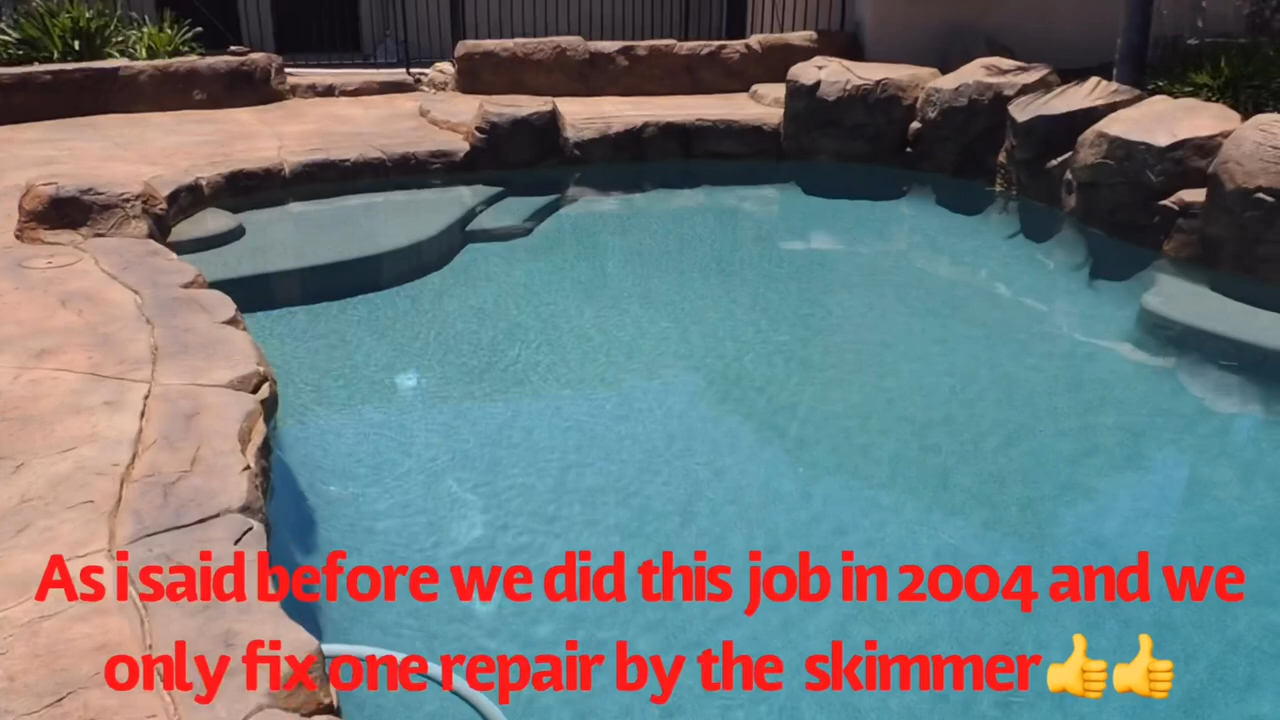 As i said before we did this job in 2004 and we
only fix one repair by the skimmer👍👍